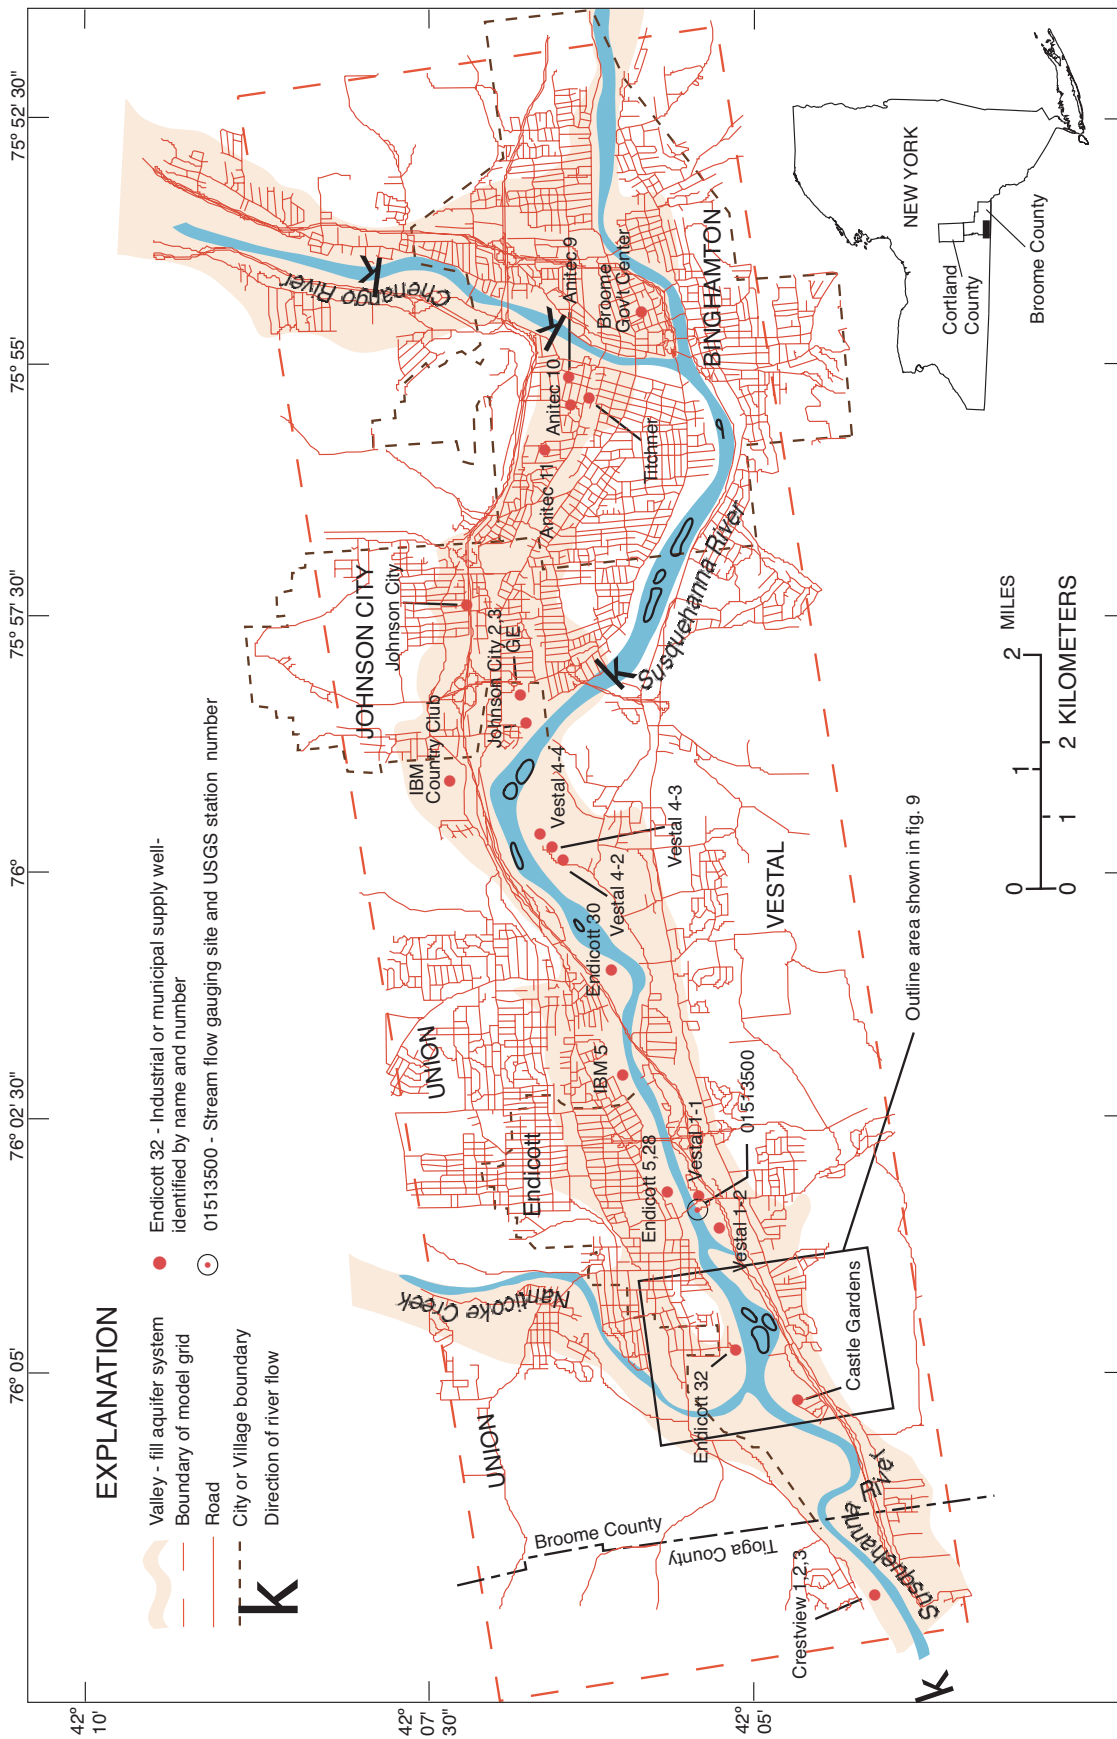 76° 05'
76° 02' 30"
76°
75° 57' 30"
75° 55'
75° 52' 30"
42°
10'
42°
07'
30"
42°
05'
EXPLANATION
Valley - fill aquifer system
Boundary of model grid
Road
City or Village boundary
k
Direction of river flow
Endicott 32 - Industrial or municipal supply well-
identified by name and number
01513500 - Stream flow gauging site and USGS station number
UNION
UNION
Endicott
Nanticoke Creek
JOHNSON CITY
Johnson City
IBM
Country Club
Johnson City 2,3
GE
Chenango River
k
k
Anitec 9
Anitec 10
Anitec 11
Titchner
Broome
Gov't Center
BINGHAMTON
Susquehanna River
k
Vestal 4-4
Vestal 4-3
Vestal 4-2
Endicott 30
IBM 5
Endicott 5,28
Vestal 1-1
01513500
Vestal 1-2
VESTAL
Endicott 32
Castle Gardens
Broome County
Tioga County
Crestview 1,2,3
Susquehanna River
k
Outline area shown in fig. 9
0
1
2
MILES
0
1
2 KILOMETERS
NEW YORK
Cortland
County
Broome County